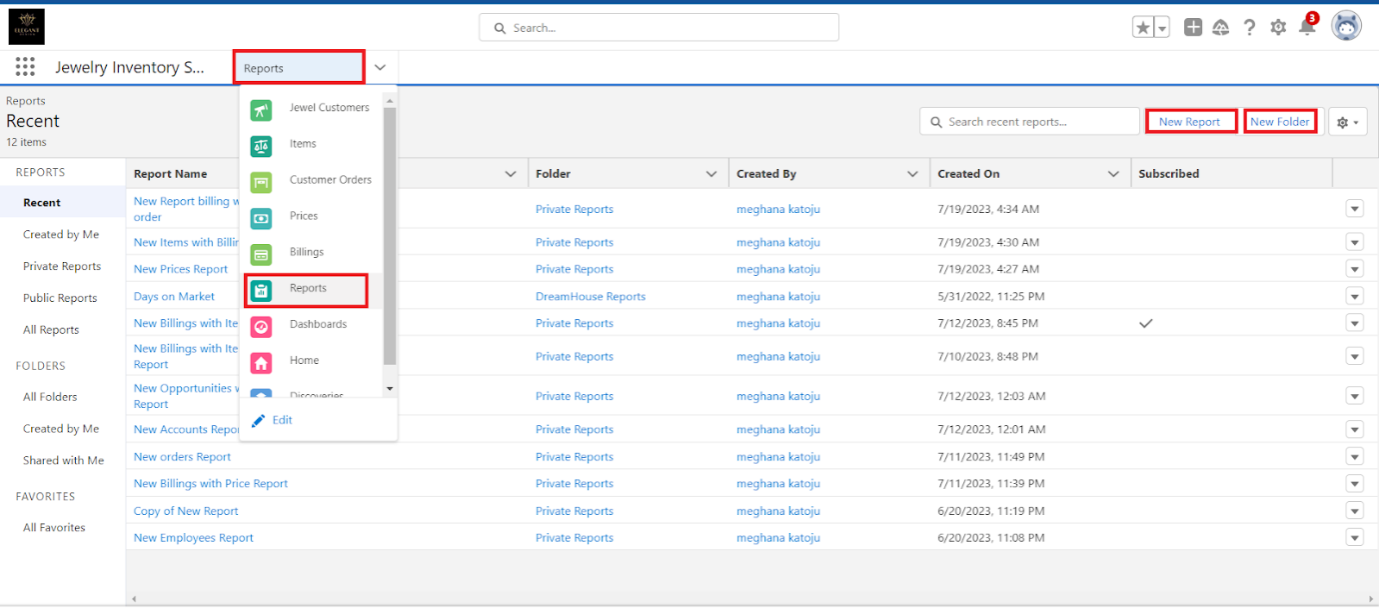 ELEGANT
Search...
3
Jewelry Inventory S...
Reports
Reports
Recent
12 items
Search recent reports...
New Report
New Folder
Jewel Customers
Items
Customer Orders
Prices
Billings
Reports
Dashboards
Home
Discoveries
Edit
REPORTS
Recent
Created by Me
Private Reports
Public Reports
All Reports
FOLDERS
All Folders
Created by Me
Shared with Me
FAVORITES
All Favorites
Report Name Folder Created By Created On Subscribed
New Report billing w
order Private Reports meghana katoju 7/19/2023, 4:34 AM
New Items with Billin Private Reports meghana katoju 7/19/2023, 4:30 AM
New Prices Report Private Reports meghana katoju 7/19/2023, 4:27 AM
Days on Market DreamHouse Reports meghana katoju 5/31/2022, 11:25 PM
New Billings with Ite Private Reports meghana katoju 7/12/2023, 8:45 PM
New Billings with Ite
Report Private Reports meghana katoju 7/10/2023, 8:48 PM
New Opportunities w
Report Private Reports meghana katoju 7/12/2023, 12:03 AM
New Accounts Repor Private Reports meghana katoju 7/12/2023, 12:01 AM
New orders Report Private Reports meghana katoju 7/11/2023, 11:49 PM
New Billings with Price Report Private Reports meghana katoju 7/11/2023, 11:39 PM
Copy of New Report Private Reports meghana katoju 6/20/2023, 11:19 PM
New Employees Report Private Reports meghana katoju 6/20/2023, 11:08 PM